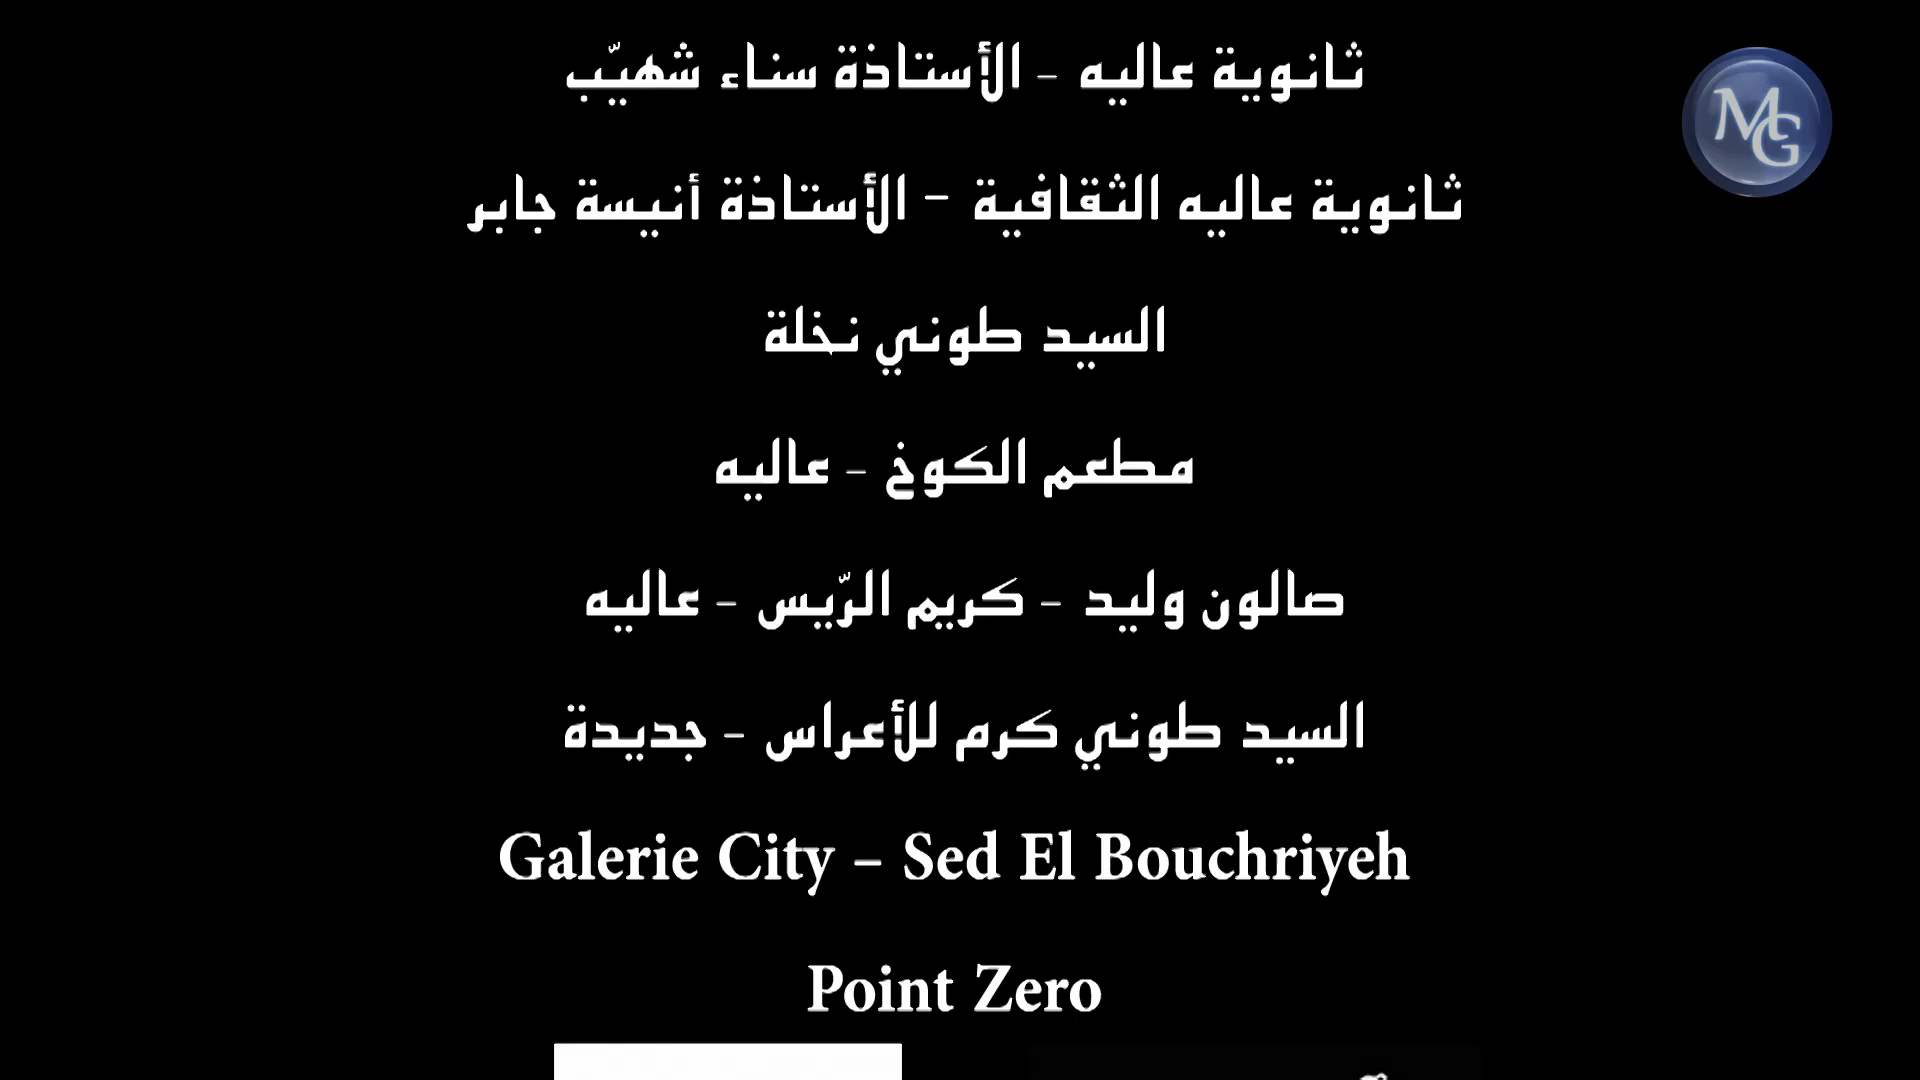 ثانوية عاليه - الأستاذة سناء شهيّب
MG
ثانوية عاليه الثقافية - الأستاذة أنيسة جابر
السيد طوني نخلة
مطعم الكوخ - عاليه
صالون وليد - كريم الرّيس - عاليه
السيد طوني كرم للأعراس - جديدة
Galerie City - Sed El Bouchriyeh
Point Zero